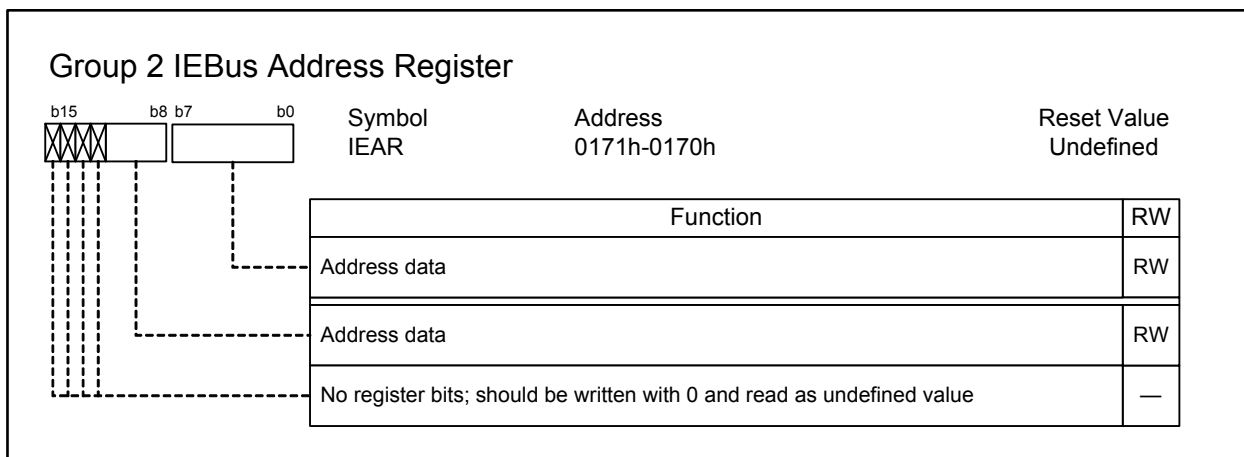 Group 2 IEBus Address Register
b15 b8 b7 b0
Symbol Address Reset Value
IEAR 0171h-0170h Undefined
Function RW
Address data RW
Address data RW
No register bits; should be written with 0 and read as undefined value —